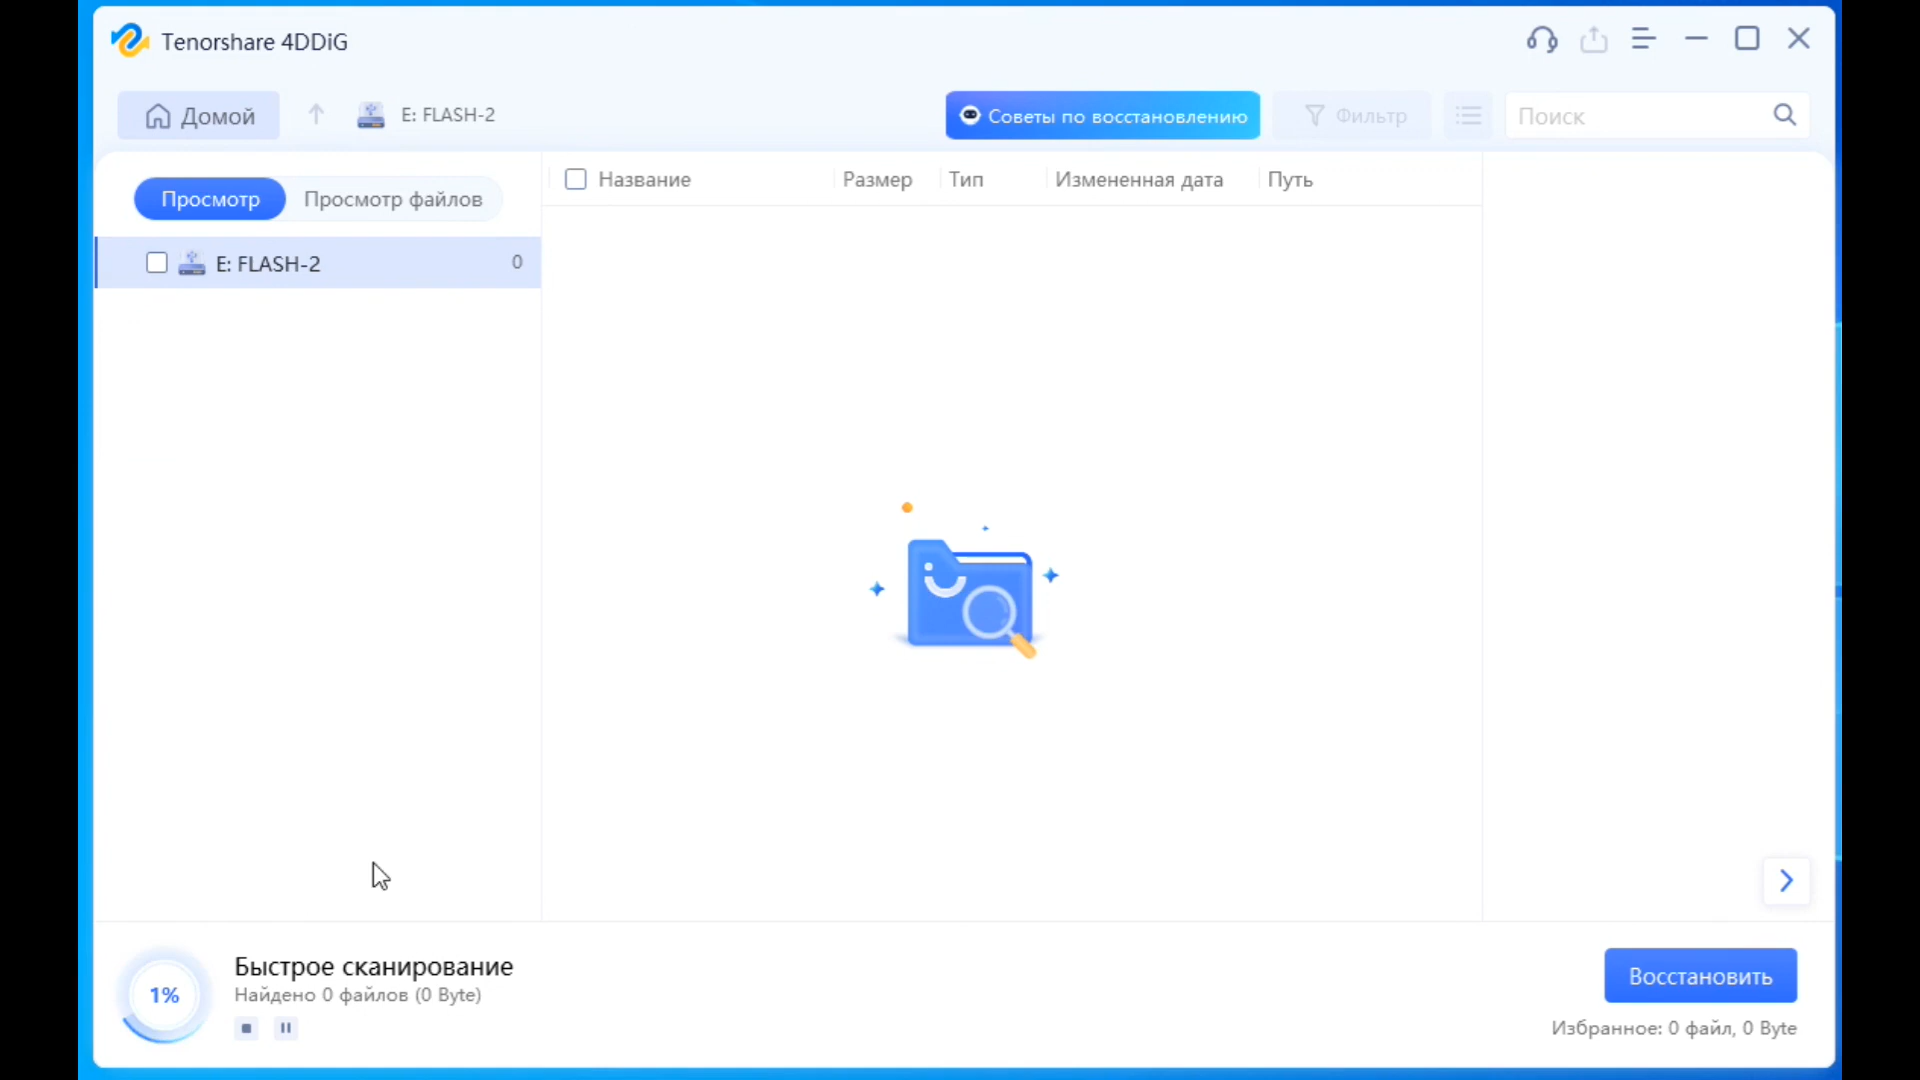 Tenorshare 4DDiG
Домой
E: FLASH-2
Советы по восстановлению
Фильтр
Поиск
Просмотр
Просмотр файлов
Название
Размер
Тип
Измененная дата
Путь
E: FLASH-2
0
1%
Быстрое сканирование
Найдено 0 файлов (0 Byte)
Восстановить
Избранное: 0 файл, 0 Byte